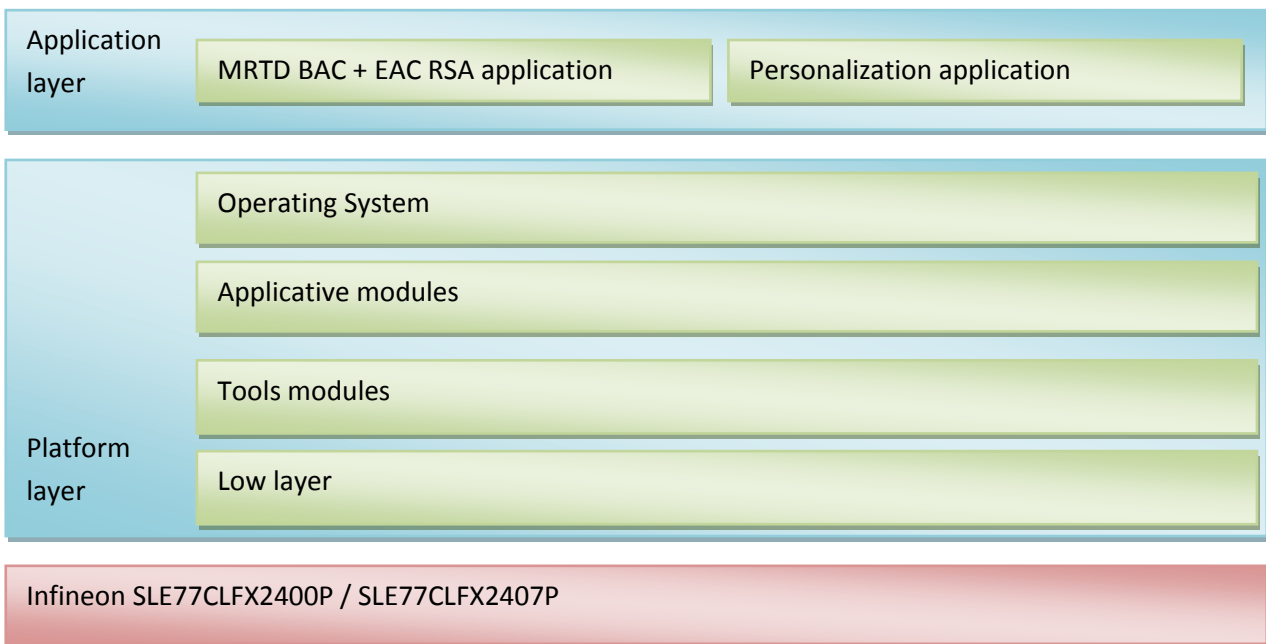 Application
layer
MRTD BAC + EAC RSA application
Personalization application
Operating System
Applicative modules
Tools modules
Platform
layer
Low layer
Infineon SLE77CLFX2400P / SLE77CLFX2407P